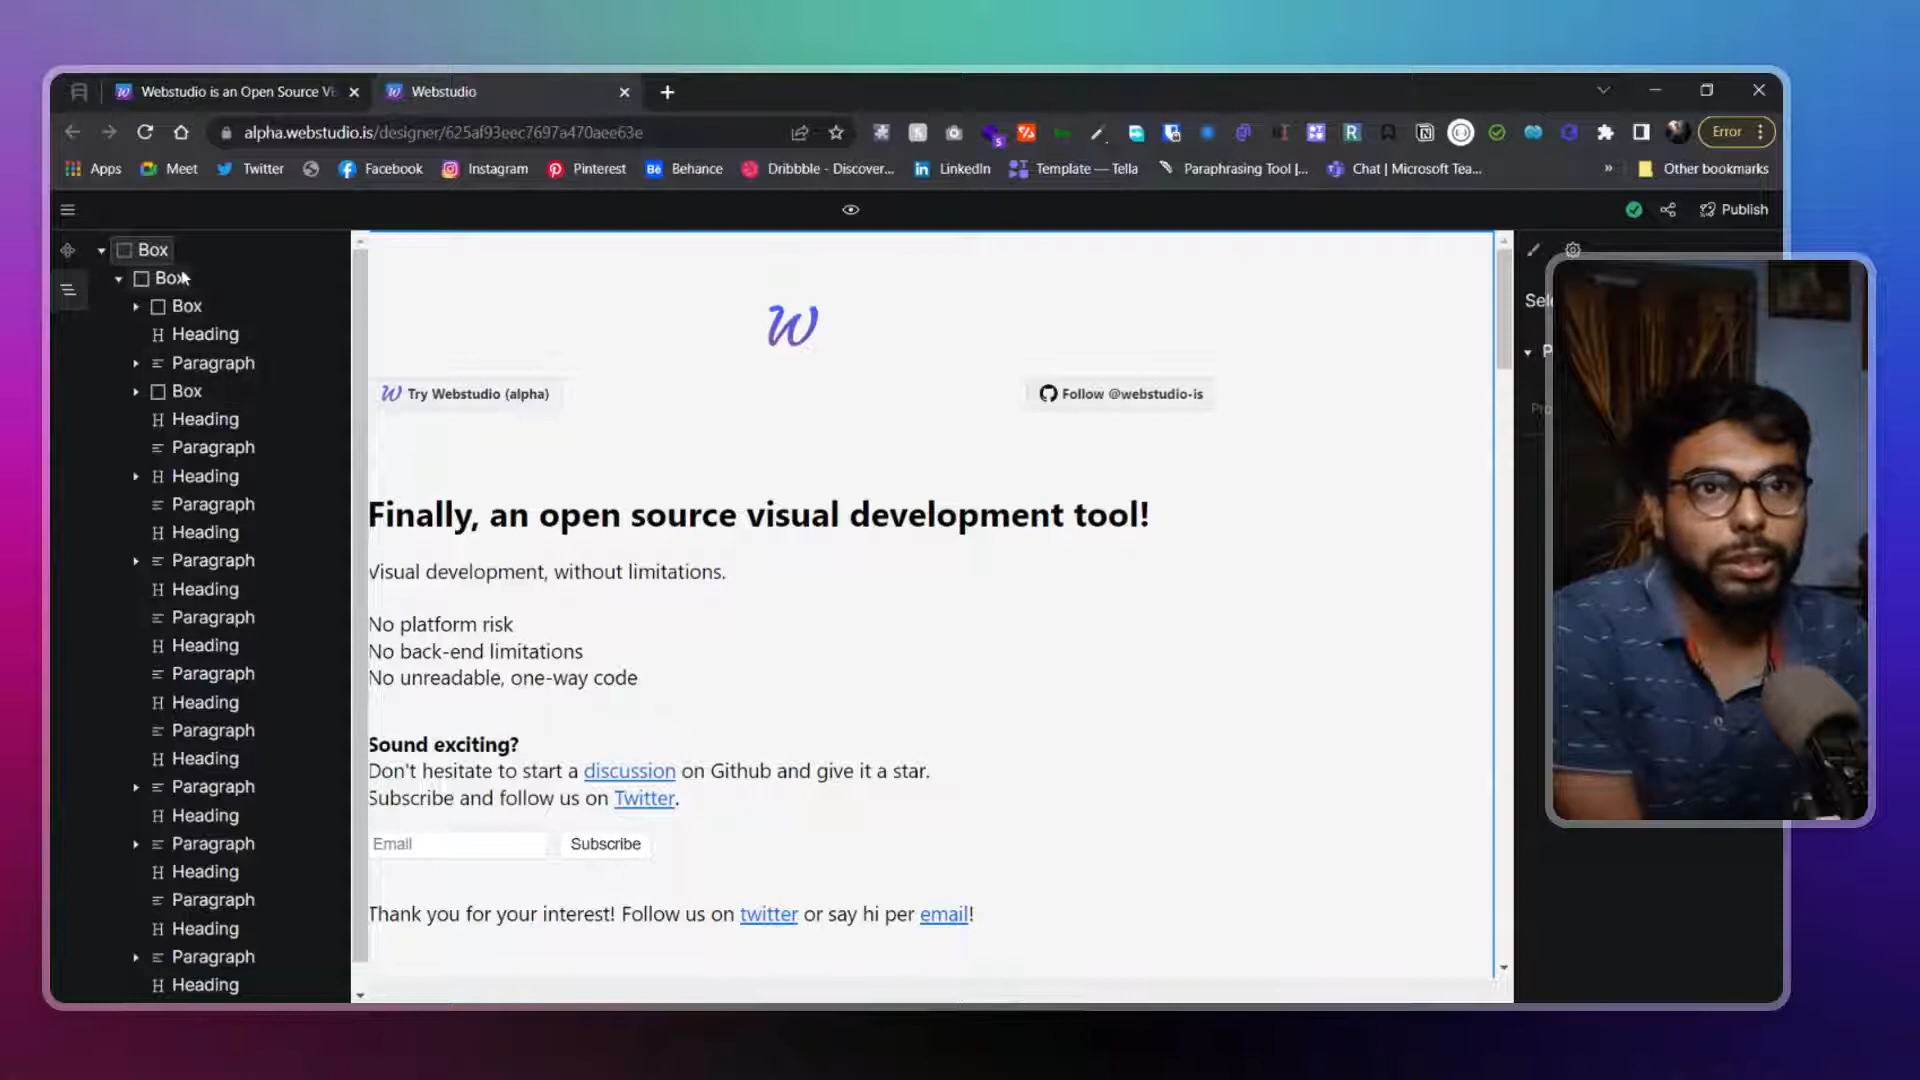 Webstudio is an Open Source Vi
Webstudio
alpha.webstudio.is/designer/625af93eec7697a470aee63e
Error
Apps
Meet
Twitter
Facebook
Instagram
Pinterest
Behance
Dribbble - Discover...
LinkedIn
Template — Tella
Paraphrasing Tool |...
Chat | Microsoft Tea...
»
Other bookmarks
Publish
Box
Box
Box
Heading
Paragraph
Box
Heading
Paragraph
Heading
Paragraph
Heading
Paragraph
Heading
Paragraph
Heading
Paragraph
Heading
Paragraph
Heading
Paragraph
Heading
Paragraph
Heading
Paragraph
Heading
Paragraph
Heading
W
Try Webstudio (alpha)
Follow @webstudio-is
Finally, an open source visual development tool!
Visual development, without limitations.
No platform risk
No back-end limitations
No unreadable, one-way code
Sound exciting?
Don't hesitate to start a discussion on Github and give it a star.
Subscribe and follow us on Twitter.
Email
Subscribe
Thank you for your interest! Follow us on twitter or say hi per email!
Sel
P
Pro